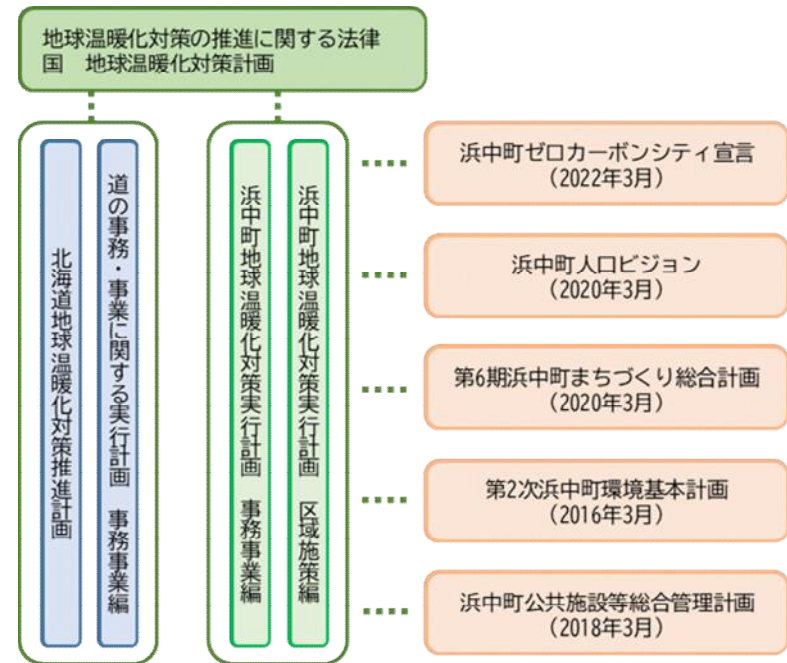 地球温暖化対策の推進に関する法律
国　地球温暖化対策計画
北海道地球温暖化対策推進計画
道の事務・事業に関する実行計画　事務事業編
浜中町地球温暖化対策実行計画　事務事業編
浜中町地球温暖化対策実行計画　区域施策編
浜中町ゼロカーボンシティ宣言
（2022年3月）
浜中町人口ビジョン
（2020年3月）
第6期浜中町まちづくり総合計画
（2020年3月）
第2次浜中町環境基本計画
（2016年3月）
浜中町公共施設等総合管理計画
（2018年3月）